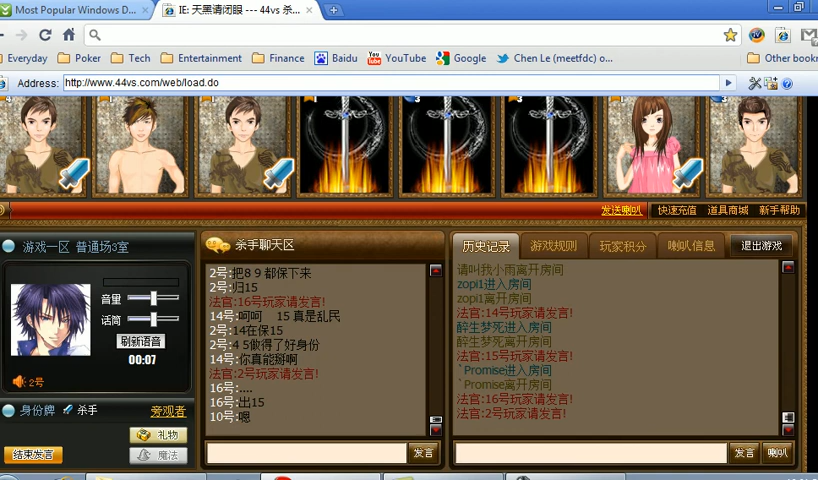 Most Popular Windows D...
IE: 天黑请闭眼 --- 44vs 杀...
Everyday
Poker
Tech
Entertainment
Finance
Baidu
YouTube
Google
Chen Le (meetfdc) o...
Other book
Address:
http://www.44vs.com/web/load.do
发送喇叭
快速充值
道具商城
新手帮助
游戏一区 普通场3室
音量
话筒
刷新语音
00:07
2号
身份牌
杀手
旁观者
礼物
结束发言
魔法
杀手聊天区
2号:把8 9 都保下来
2号:归15
法官:16号玩家请发言!
14号:呵呵 15 真是乱民
2号:14在保15
2号:4 5做得了好身份
14号:你真能掰啊
法官:2号玩家请发言!
16号:....
16号:出15
10号:嗯
发言
历史记录
游戏规则
玩家积分
喇叭信息
退出游戏
请叫我小雨离开房间
zopl进入房间
zopl离开房间
法官:14号玩家请发言!
醉生梦死进入房间
醉生梦死离开房间
法官:15号玩家请发言!
`Promise进入房间
`Promise离开房间
法官:16号玩家请发言!
法官:2号玩家请发言!
发言
喇叭